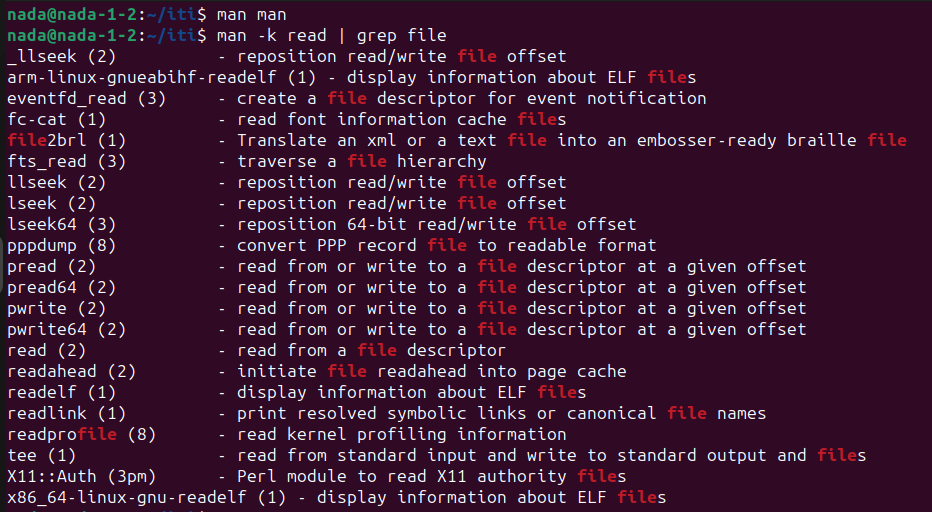 nada@nada-1-2:~/iti$ man man
nada@nada-1-2:~/iti$ man -k read | grep file
_llseek (2)          - reposition read/write file offset
arm-linux-gnueabihf-readelf (1) - display information about ELF files
eventfd_read (3)     - create a file descriptor for event notification
fc-cat (1)           - read font information cache files
file2brl (1)         - Translate an xml or a text file into an embosser-ready braille file
fts_read (3)         - traverse a file hierarchy
llseek (2)           - reposition read/write file offset
lseek (2)            - reposition read/write file offset
lseek64 (3)          - reposition 64-bit read/write file offset
pppdump (8)          - convert PPP record file to readable format
pread (2)            - read from or write to a file descriptor at a given offset
pread64 (2)          - read from or write to a file descriptor at a given offset
pwrite (2)           - read from or write to a file descriptor at a given offset
pwrite64 (2)         - read from or write to a file descriptor at a given offset
read (2)             - read from a file descriptor
readahead (2)        - initiate file readahead into page cache
readelf (1)          - display information about ELF files
readlink (1)         - print resolved symbolic links or canonical file names
readprofile (8)      - read kernel profiling information
tee (1)              - read from standard input and write to standard output and files
X11::Auth (3pm)      - Perl module to read X11 authority files
x86_64-linux-gnu-readelf (1) - display information about ELF files